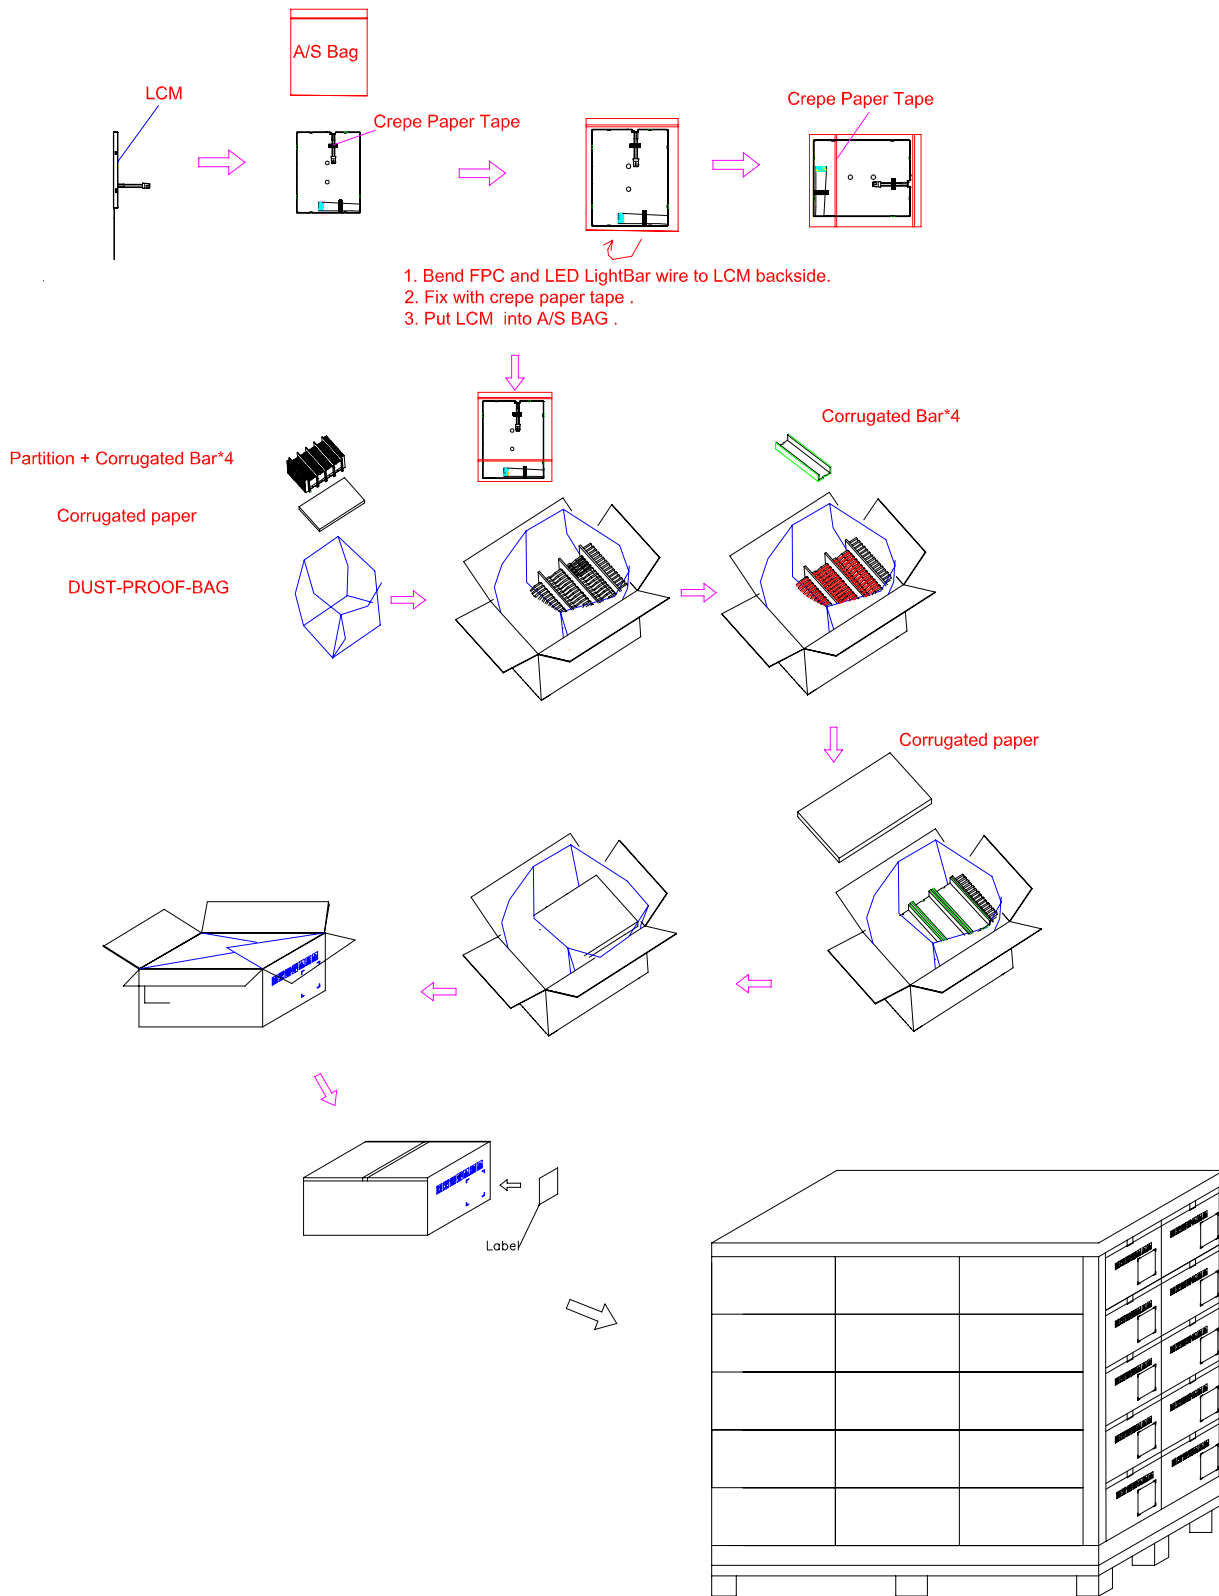 A/S Bag
LCM
Crepe Paper Tape
Crepe Paper Tape
1. Bend FPC and LED LightBar wire to LCM backside.
2. Fix with crepe paper tape .
3. Put LCM into A/S BAG .
Corrugated Bar*4
Partition + Corrugated Bar*4
Corrugated paper
DUST-PROOF-BAG
Corrugated paper
Label